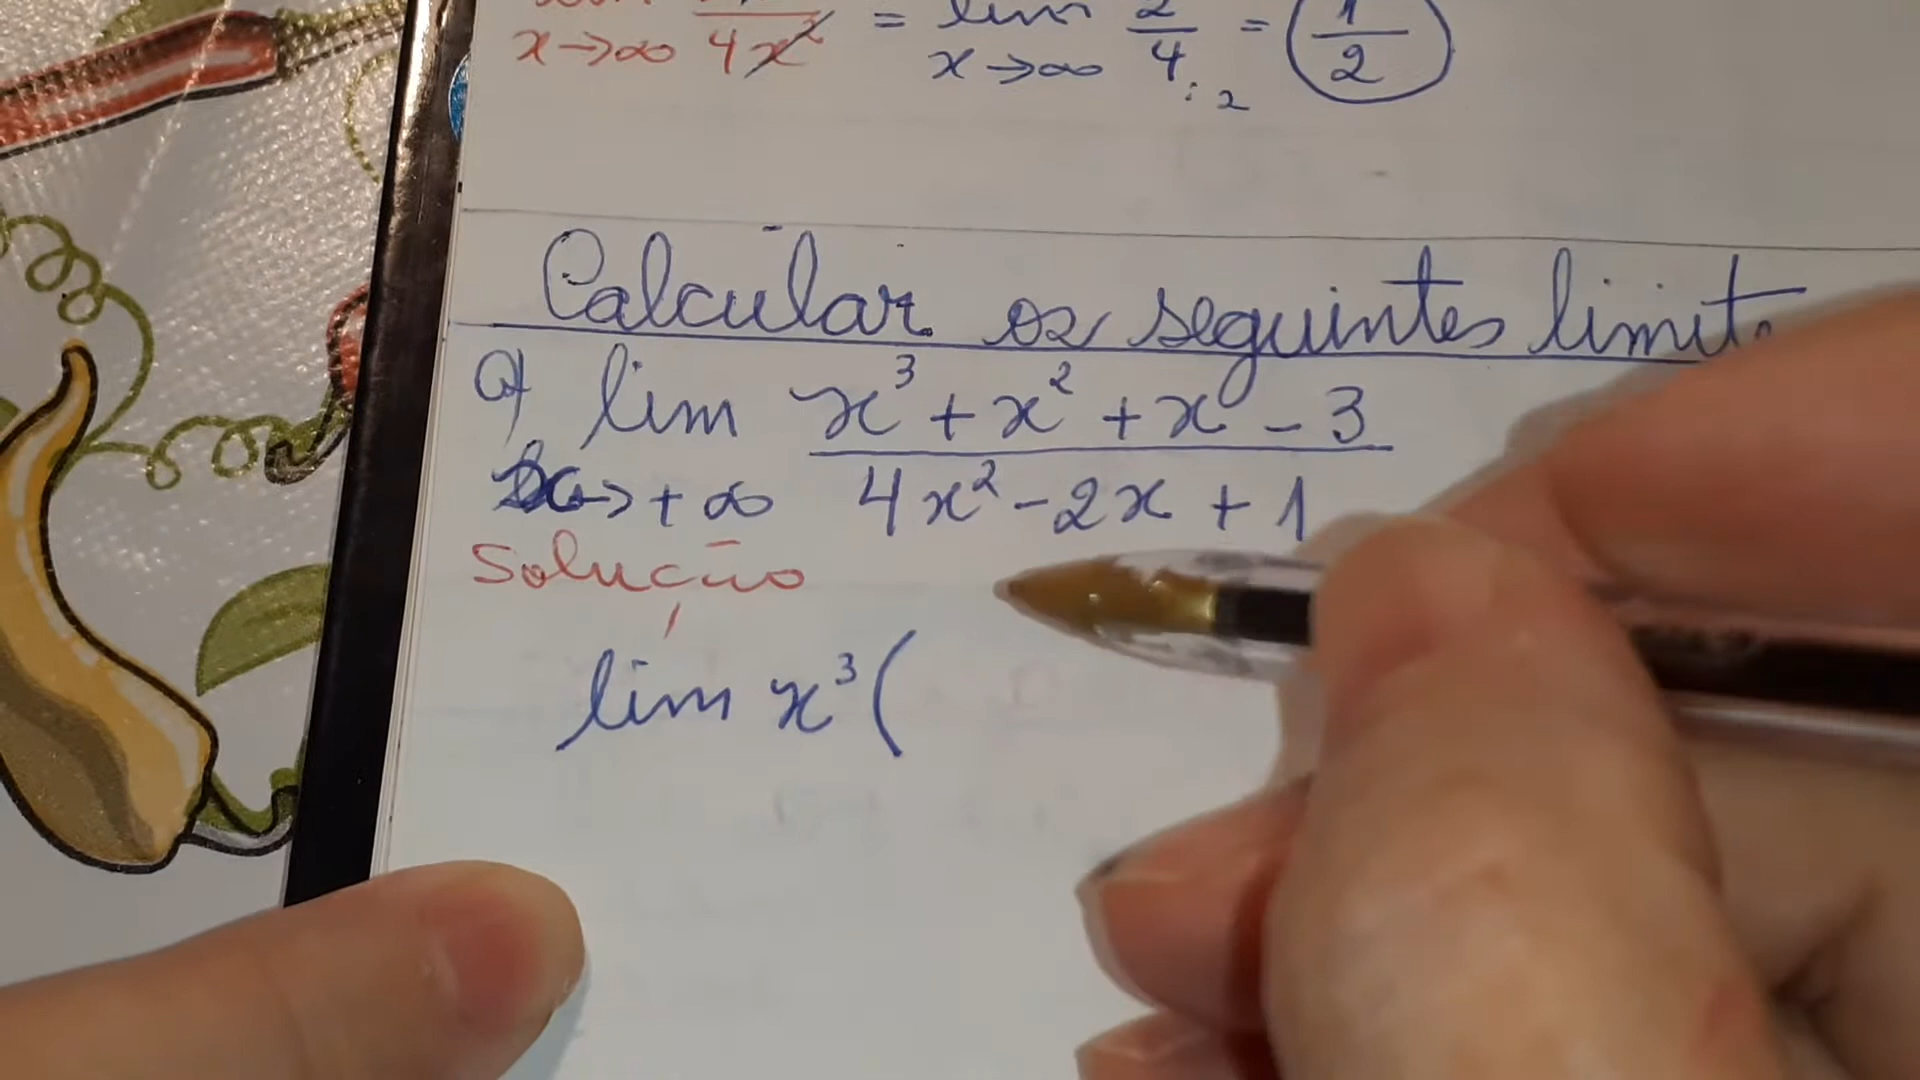 x→∞ 4x² = lim x→∞ 2/4 :2 = 1/2
Calcular os seguintes
a) lim x³ + x² + x - 3
x→+∞ 4x² - 2x + 1
Solução
lim x³(